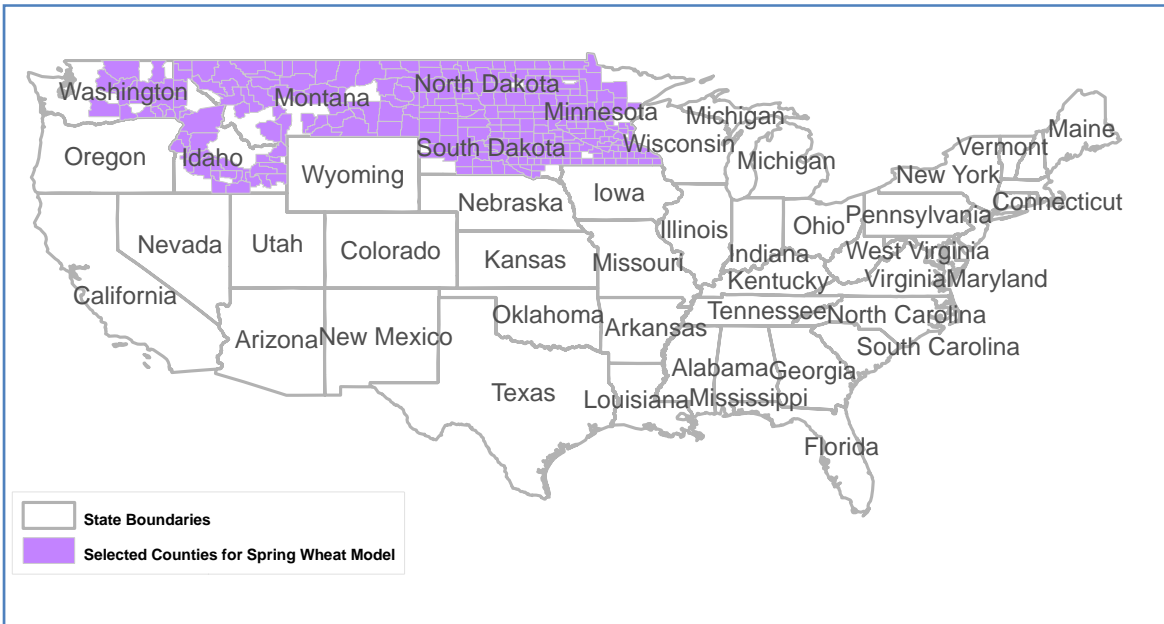 North Dakota
Washington
Montana
Minnesota
Michigan
Maine
Wisconsin
Vermont
Oregon
Idaho
South Dakota
Michigan
Wyoming
New York
Iowa
Nebraska
Connecticut
Pennsylvania
Ohio
Illinois
Nevada
Utah
Colorado
West Virginia
Indiana
Kansas
Missouri
Kentucky
Virginia
Maryland
California
Oklahoma
Tennessee
North Carolina
Arkansas
Arizona
New Mexico
South Carolina
Alabama
Georgia
Texas
Louisiana
Mississippi
Florida
State Boundaries
Selected Counties for Spring Wheat Model